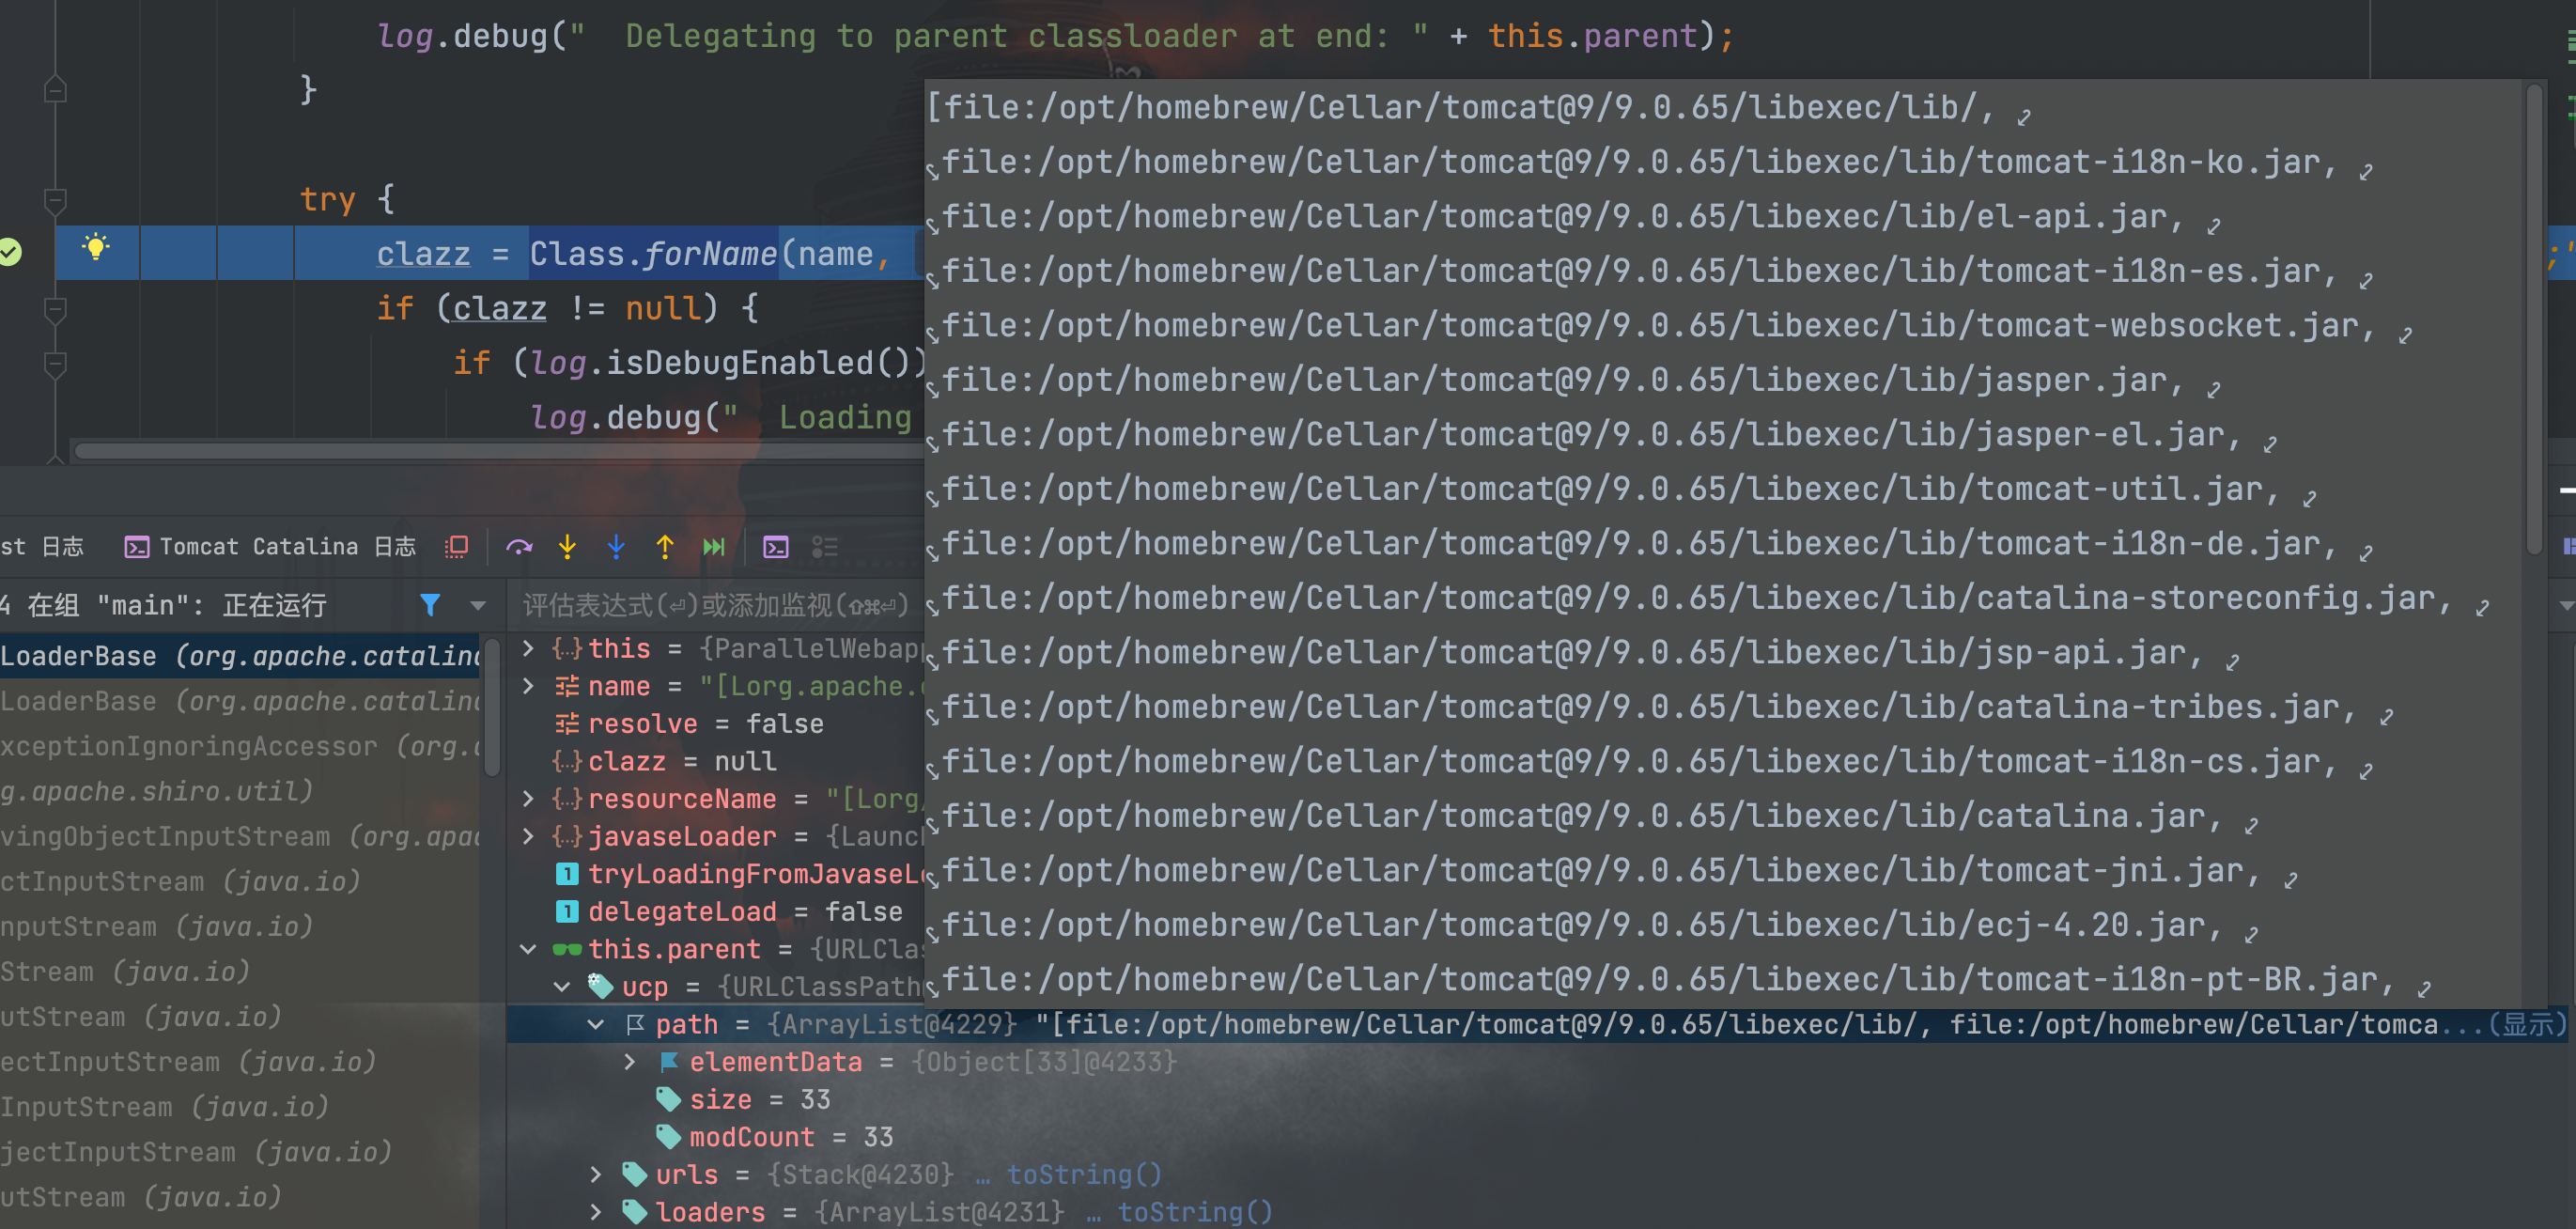 log.debug("  Delegating to parent classloader at end: " + this.parent);
}
try {
clazz = Class.forName(name,
if (clazz != null) {
if (log.isDebugEnabled())
log.debug("  Loading
[file:/opt/homebrew/Cellar/tomcat@9/9.0.65/libexec/lib/,
file:/opt/homebrew/Cellar/tomcat@9/9.0.65/libexec/lib/tomcat-i18n-ko.jar,
file:/opt/homebrew/Cellar/tomcat@9/9.0.65/libexec/lib/el-api.jar,
file:/opt/homebrew/Cellar/tomcat@9/9.0.65/libexec/lib/tomcat-i18n-es.jar,
file:/opt/homebrew/Cellar/tomcat@9/9.0.65/libexec/lib/tomcat-websocket.jar,
file:/opt/homebrew/Cellar/tomcat@9/9.0.65/libexec/lib/jasper.jar,
file:/opt/homebrew/Cellar/tomcat@9/9.0.65/libexec/lib/jasper-el.jar,
file:/opt/homebrew/Cellar/tomcat@9/9.0.65/libexec/lib/tomcat-util.jar,
file:/opt/homebrew/Cellar/tomcat@9/9.0.65/libexec/lib/tomcat-i18n-de.jar,
file:/opt/homebrew/Cellar/tomcat@9/9.0.65/libexec/lib/catalina-storeconfig.jar,
file:/opt/homebrew/Cellar/tomcat@9/9.0.65/libexec/lib/jsp-api.jar,
file:/opt/homebrew/Cellar/tomcat@9/9.0.65/libexec/lib/catalina-tribes.jar,
file:/opt/homebrew/Cellar/tomcat@9/9.0.65/libexec/lib/tomcat-i18n-cs.jar,
file:/opt/homebrew/Cellar/tomcat@9/9.0.65/libexec/lib/catalina.jar,
file:/opt/homebrew/Cellar/tomcat@9/9.0.65/libexec/lib/tomcat-jni.jar,
file:/opt/homebrew/Cellar/tomcat@9/9.0.65/libexec/lib/ecj-4.20.jar,
file:/opt/homebrew/Cellar/tomcat@9/9.0.65/libexec/lib/tomcat-i18n-pt-BR.jar,
st 日志 Tomcat Catalina 日志
4 在组 "main": 正在运行
LoaderBase (org.apache.catalina
LoaderBase (org.apache.catalina
xceptionIgnoringAccessor (org.
g.apache.shiro.util)
vingObjectInputStream (org.apac
ctInputStream (java.io)
nputStream (java.io)
Stream (java.io)
utStream (java.io)
ectInputStream (java.io)
InputStream (java.io)
jectInputStream (java.io)
utStream (java.io)
评估表达式(⏎)或添加监视(⇧⌘⏎)
this = {ParallelWebapp
name = "[Lorg.apache.
resolve = false
clazz = null
resourceName = "[Lorg/
javaseLoader = {Launc
tryLoadingFromJavaseLo
delegateLoad = false
this.parent = {URLClas
ucp = {URLClassPath
path = {ArrayList@4229} "[file:/opt/homebrew/Cellar/tomcat@9/9.0.65/libexec/lib/, file:/opt/homebrew/Cellar/tomca...(显示)
elementData = {Object[33]@4233}
size = 33
modCount = 33
urls = {Stack@4230} … toString()
loaders = {ArrayList@4231} … toString()